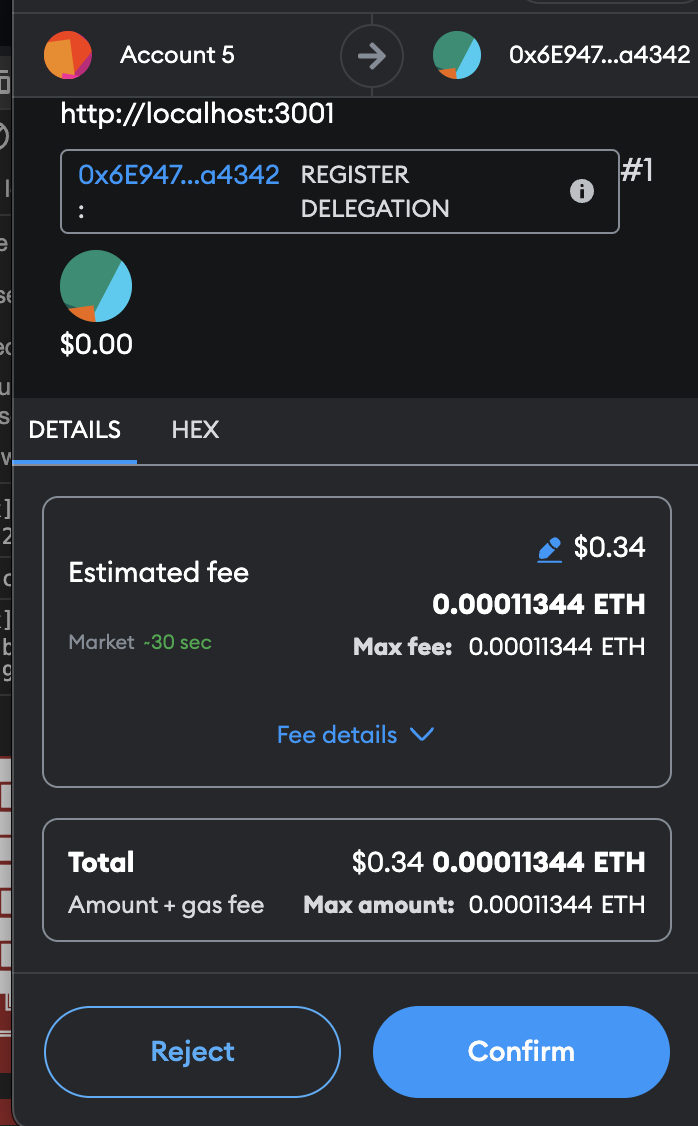 Account 5
0x6E947...a4342
http://localhost:3001
0x6E947...a4342 REGISTER #1
: DELEGATION
$0.00
DETAILS HEX
$0.34
Estimated fee
0.00011344 ETH
Market ~30 sec Max fee: 0.00011344 ETH
Fee details
Total $0.34 0.00011344 ETH
Amount + gas fee Max amount: 0.00011344 ETH
Reject Confirm